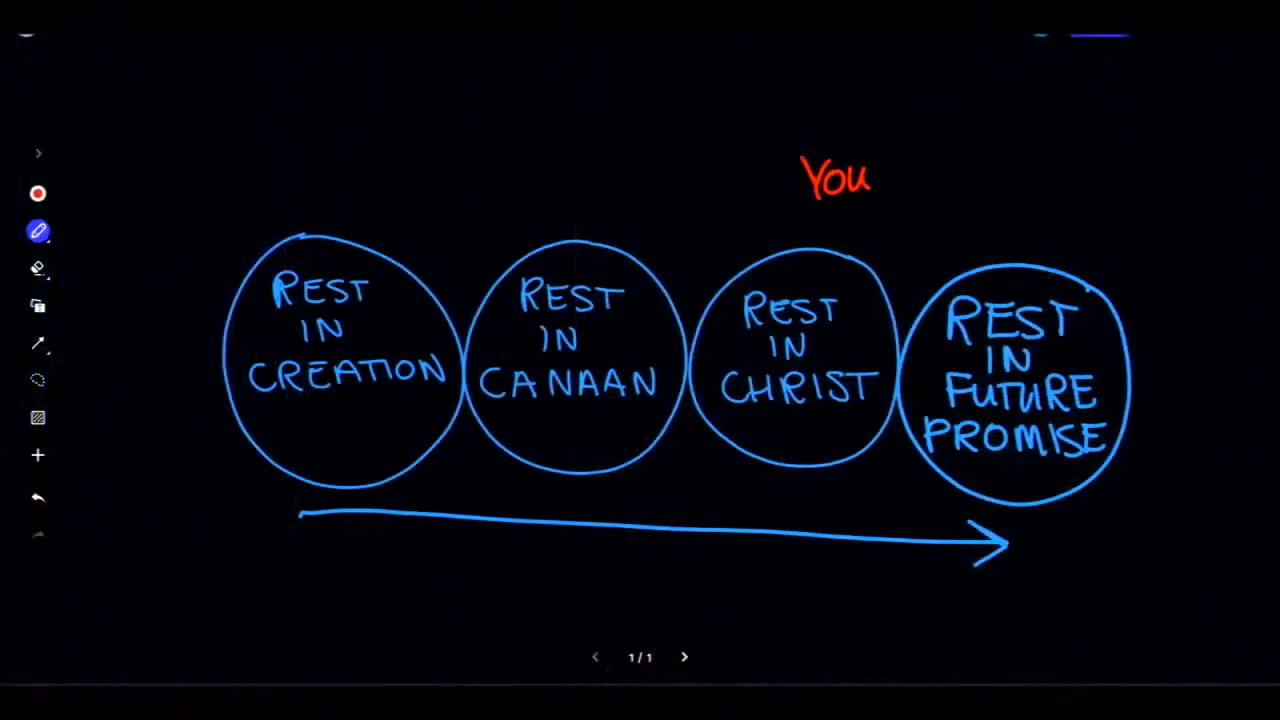 You
REST
IN
CREATION
REST
IN
CANAAN
REST
IN
CHRIST
REST
IN
FUTURE
PROMISE
1/1